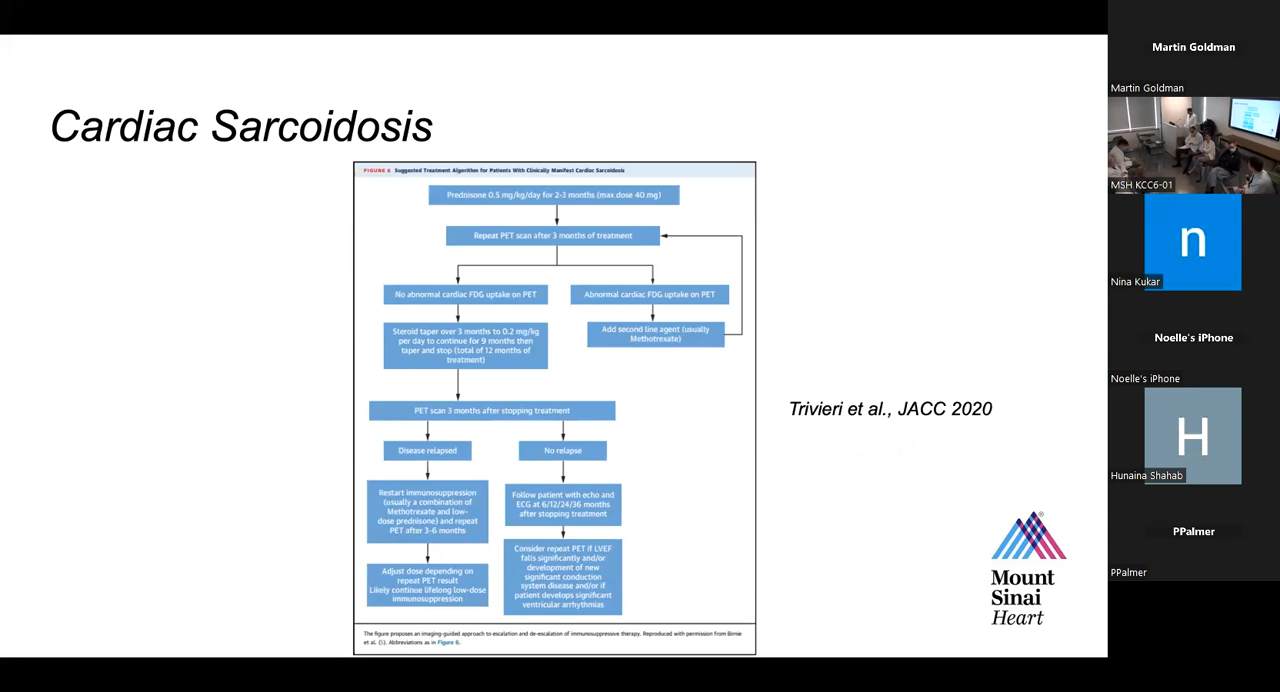 Cardiac Sarcoidosis
FIGURE 6 Suggested Treatment Algorithm for Patients With Clinically Manifest Cardiac Sarcoidosis
Prednisone 0.5 mg/kg/day for 2-3 months (max dose 40 mg)
Repeat PET scan after 3 months of treatment
No abnormal cardiac FDG uptake on PET
Abnormal cardiac FDG uptake on PET
Steroid taper over 3 months to 0.2 mg/kg
per day to continue for 9 months then
taper and stop (total of 12 months of
treatment)
Add second line agent (usually
Methotrexate)
PET scan 3 months after stopping treatment
Disease relapsed
No relapse
Restart immunosuppression
(usually a combination of
Methotrexate and low-
dose prednisone) and repeat
PET after 3-6 months
Follow patient with echo and
ECG at 6/12/24/36 months
after stopping treatment
Adjust dose depending on
repeat PET result
Likely continue lifelong low-dose
immunosuppression
Consider repeat PET if LVEF
falls significantly and/or
development of new
significant conduction
system disease and/or if
patient develops significant
ventricular arrhythmias
The figure proposes an imaging-guided approach to escalation and de-escalation of immunosuppressive therapy. Reproduced with permission from Birnie
et al. (5). Abbreviations as in Figure 6.
Trivieri et al., JACC 2020
Mount
Sinai
Heart
Martin Goldman
Martin Goldman
MSH KCC6-01
n
Nina Kukar
Noelle's iPhone
Noelle's iPhone
H
Hunaina Shahab
PPalmer
PPalmer